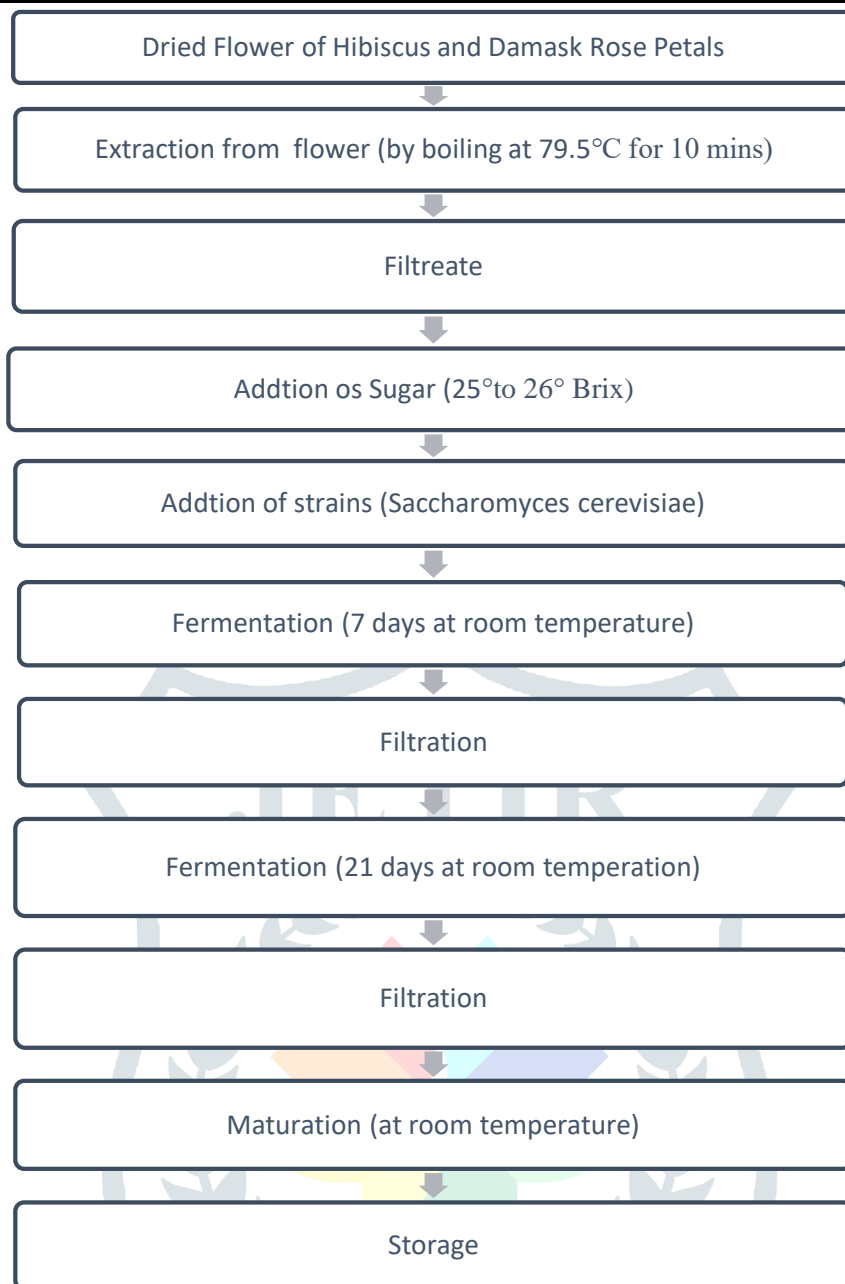 Dried Flower of Hibiscus and Damask Rose Petals
Extraction from flower (by boiling at 79.5°C for 10 mins)
Filtreate
Addtion os Sugar (25°to 26° Brix)
Addtion of strains (Saccharomyces cerevisiae)
Fermentation (7 days at room temperature)
Filtration
JETIR
Fermentation (21 days at room temperation)
Filtration
Maturation (at room temperature)
Storage